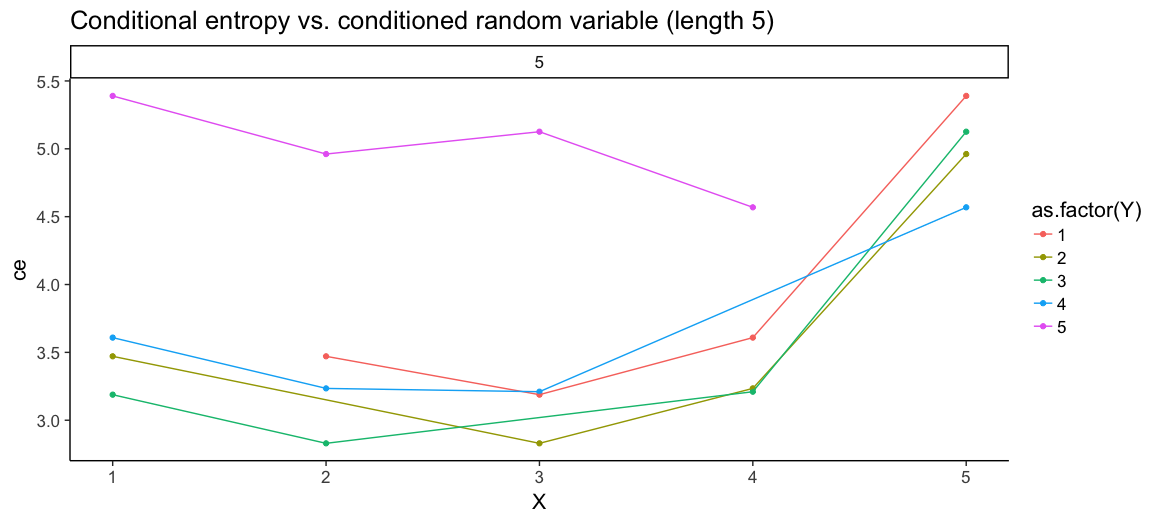 Conditional entropy vs. conditioned random variable (length 5)
5
5.5
5.0
4.5
4.0
3.5
3.0
ce
1 2 3 4 5
X
as.factor(Y)
1
2
3
4
5